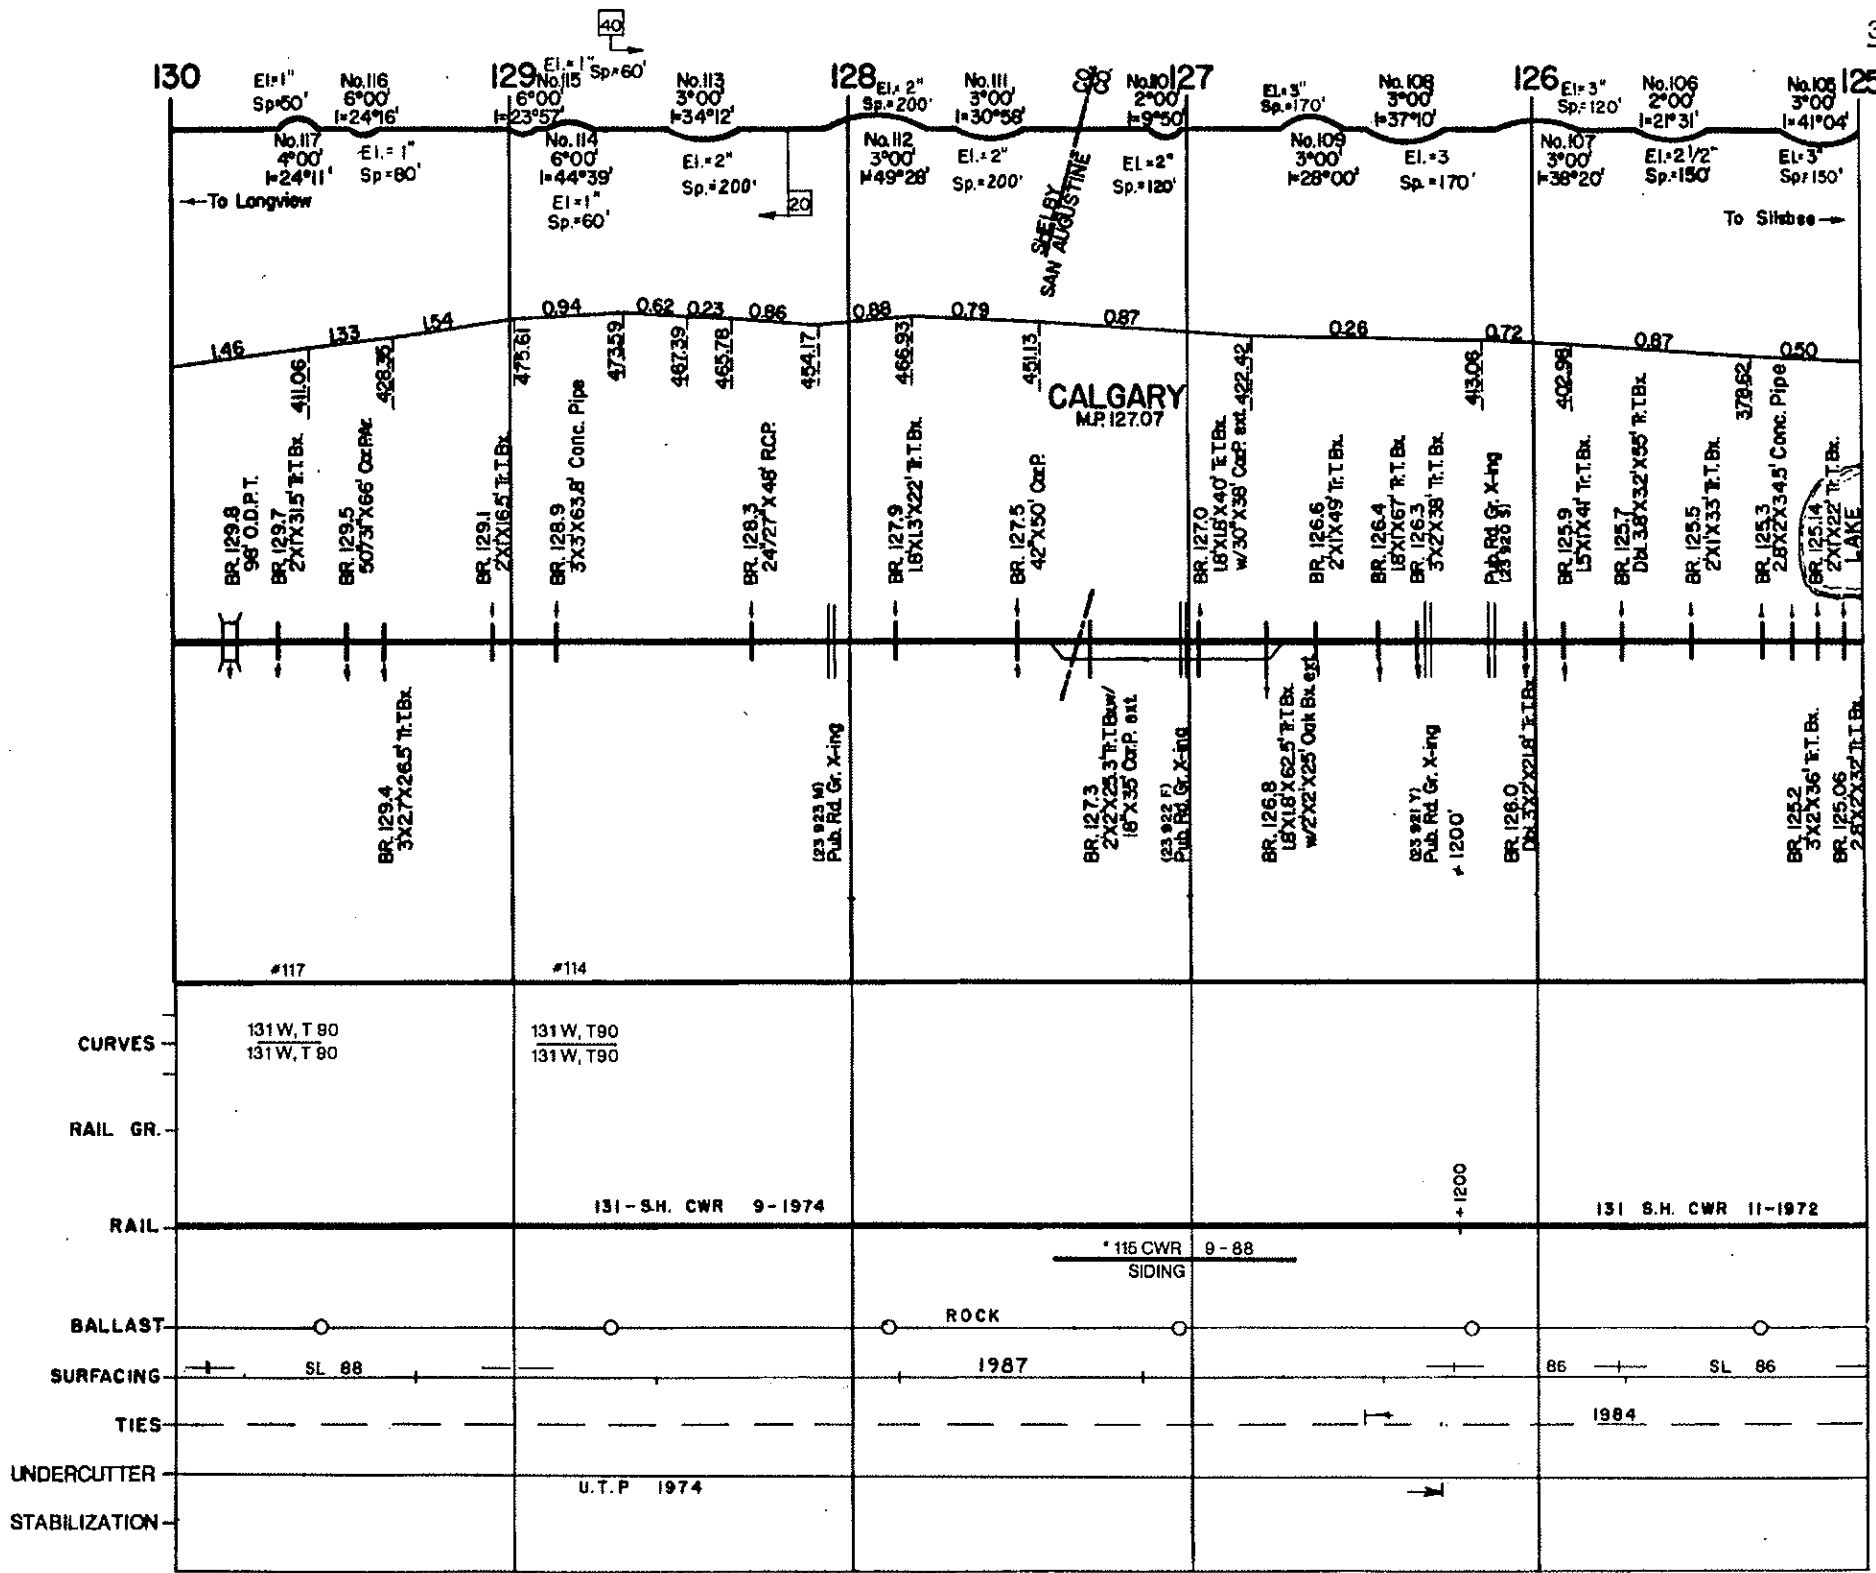 40
130
129
128
127
126
125
El=1"
Sp=50'
No.116
6°00'
I=24°16'
No.117
4°00'
I=24°11'
El.=1"
Sp=80'
No.115
6°00'
I=23°57'
El.=1"
Sp=60'
No.114
6°00'
I=44°39'
El=1"
Sp.=60'
No.113
3°00'
I=34°12'
El=2"
Sp.=200'
20
El.=2"
Sp.=200'
No.112
3°00'
I=49°28'
No.111
3°00'
I=30°58'
El.=2"
Sp.=200'
CO.
CO.
SHELBY
SAN AUGUSTINE
No.110
2°00'
I=9°50'
El=2"
Sp.=120'
El.=3"
Sp.=170'
No.109
3°00'
I=28°00'
No.108
3°00'
I=37°10'
El.=3
Sp.=170'
El=3"
Sp=120'
No.107
3°00'
I=38°20'
No.106
2°00'
I=21°31'
El=2 1/2"
Sp.=150'
No.105
3°00'
I=41°04'
El=3"
Sp=150'
To Longview
To Silsbee
1.46
1.33
1.54
0.94
0.62
0.23
0.86
0.88
0.79
0.87
0.26
0.72
0.87
0.50
411.06
428.35
475.61
473.59
467.39
465.78
454.17
466.93
451.13
422.42
413.06
402.98
378.62
CALGARY
M.P. 127.07
BR. 129.8
98' O.D.P.T.
BR. 129.7
2'X1'X31.5' Tr.T.Bx.
BR. 129.5
50"/31"X66' Cor.P.Ar.
BR. 129.1
2'X1'X16.5' Tr.T.Bx.
BR. 128.9
3'X3'X63.8' Conc. Pipe
BR. 128.3
24"/27"X48' R.C.P.
BR. 127.9
1.8'X1.3'X22' Tr.T.Bx.
BR. 127.5
42"X50' Cor.P.
BR. 127.0
1.8'X1.8'X40' Tr.T.Bx.
w/30"X38' Cor.P. ext.
BR. 126.6
2'X1'X49' Tr.T.Bx.
BR. 126.4
1.8'X1'X67' Tr.T.Bx.
BR. 126.3
3'X2'X38' Tr.T.Bx.
Pub. Rd. Gr. X-ing
(23 920 S)
BR. 125.9
1.5'X1'X41' Tr.T.Bx.
BR. 125.7
Dbl. 3.8'X3.2'X55' Tr.T.Bx.
BR. 125.5
2'X1'X33' Tr.T.Bx.
BR. 125.3
2.8'X2'X34.5' Conc. Pipe
BR. 125.14
2'X1'X22' Tr.T.Bx.
LAKE
BR. 129.4
3'X2.7'X26.5' Tr.T.Bx.
(23 923 M)
Pub. Rd. Gr. X-ing
BR. 127.3
2'X2'X25.3' Tr.T.Bx.w/
18"X35' Cor.P. ext.
(23 922 F)
Pub. Rd. Gr. X-ing
BR. 126.8
1.8'X1.8'X62.5' Tr.T.Bx.
w/2'X2'X25' Oak Bx. ext.
(23 921 Y)
Pub. Rd. Gr. X-ing
+1200'
BR. 126.0
Dbl. 3'X2'X21.8' Tr.T.Bx.
BR. 125.2
3'X2'X36' Tr.T.Bx.
BR. 125.06
2.8'X2'X32' Tr.T.Bx.
#117
#114
CURVES
131 W, T 90
131 W, T 90
131 W, T90
131 W, T90
RAIL GR.
RAIL
131-S.H. CWR 9-1974
+1200
131 S.H. CWR 11-1972
* 115 CWR 9-88
SIDING
BALLAST
ROCK
SURFACING
SL 88
1987
86
SL 86
TIES
1984
UNDERCUTTER
U.T.P 1974
STABILIZATION